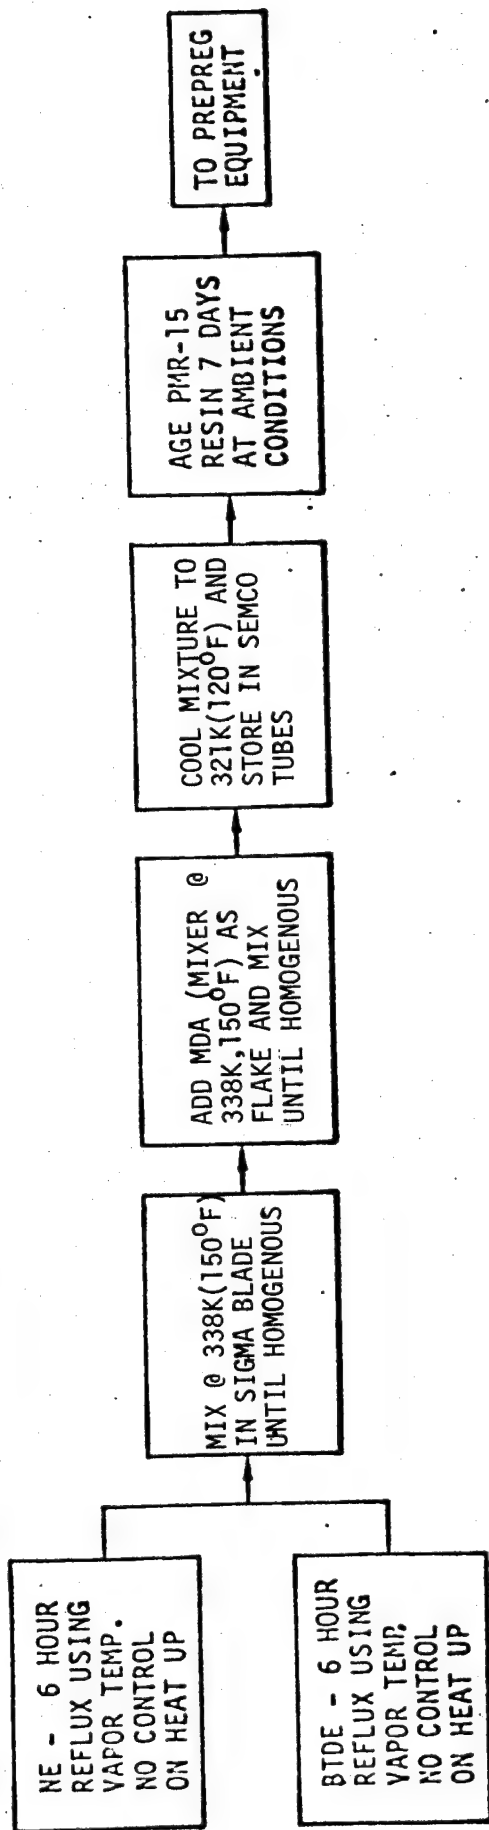 NE - 6 HOUR
REFLUX USING
VAPOR TEMP.
NO CONTROL
ON HEAT UP
BTDE - 6 HOUR
REFLUX USING
VAPOR TEMP.
NO CONTROL
ON HEAT UP
MIX @ 338K(150°F)
IN SIGMA BLADE
UNTIL HOMOGENOUS
ADD MDA (MIXER @
338K,150°F) AS
FLAKE AND MIX
UNTIL HOMOGENOUS
COOL MIXTURE TO
321K(120°F) AND
STORE IN SEMCO
TUBES
AGE PMR-15
RESIN 7 DAYS
AT AMBIENT
CONDITIONS
TO PREPREG
EQUIPMENT